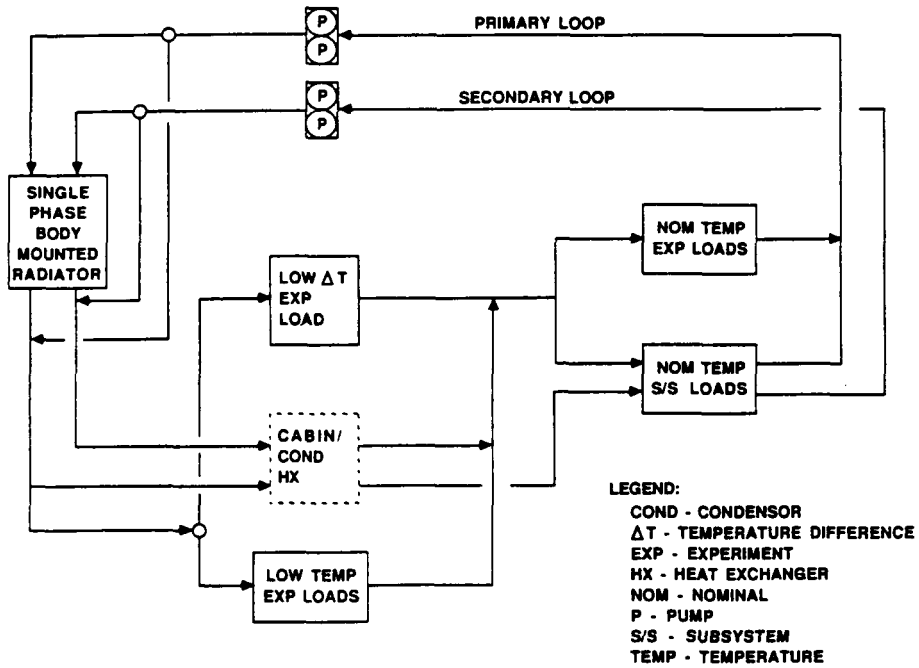 P
P
PRIMARY LOOP
P
P
SECONDARY LOOP
SINGLE
PHASE
BODY
MOUNTED
RADIATOR
LOW ΔT
EXP
LOAD
NOM TEMP
EXP LOADS
NOM TEMP
S/S LOADS
CABIN/
COND
HX
LOW TEMP
EXP LOADS
LEGEND:
COND - CONDENSOR
ΔT - TEMPERATURE DIFFERENCE
EXP - EXPERIMENT
HX - HEAT EXCHANGER
NOM - NOMINAL
P - PUMP
S/S - SUBSYSTEM
TEMP - TEMPERATURE